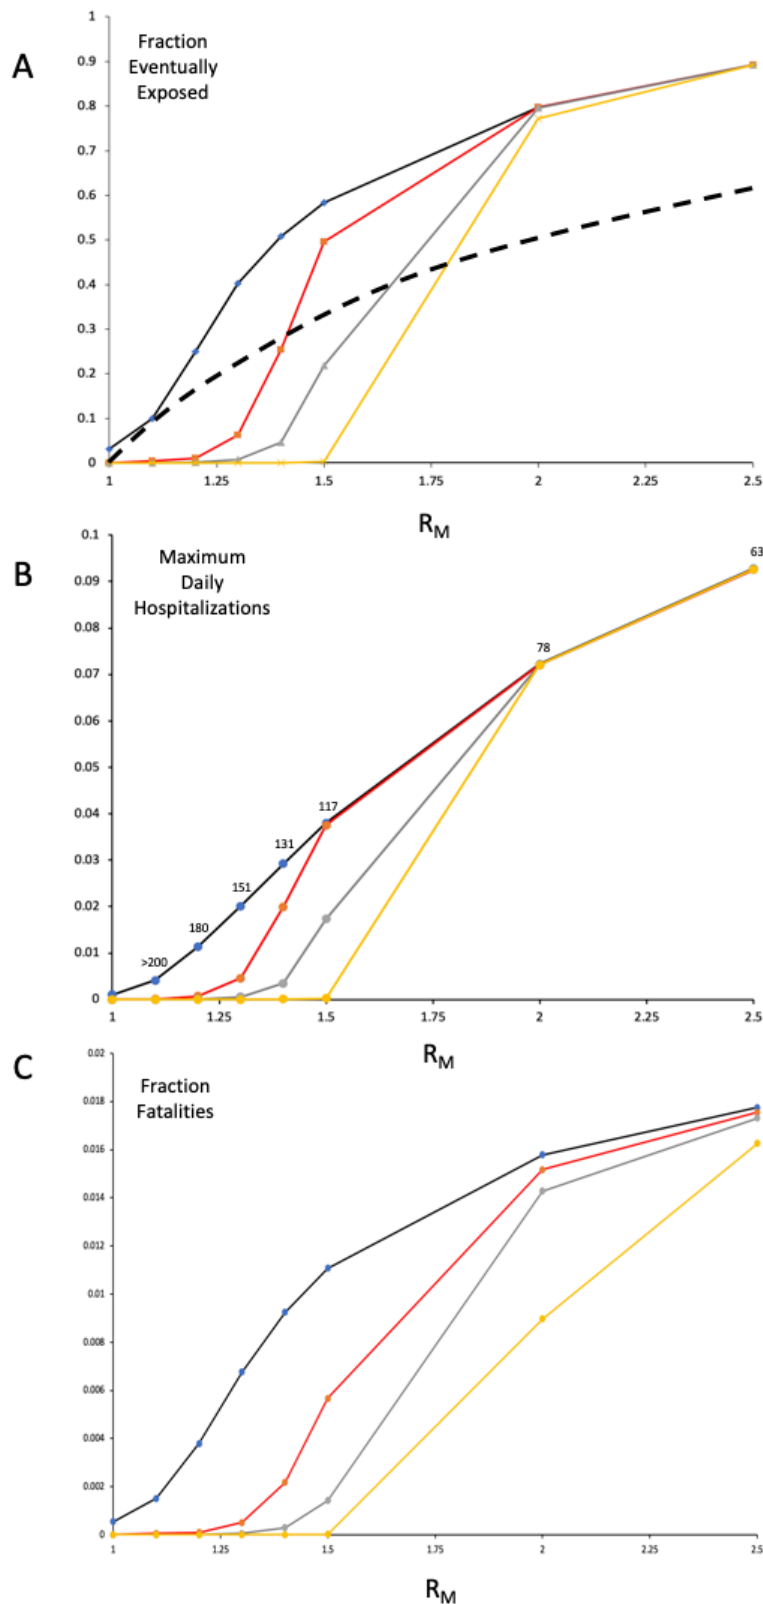 A
Fraction
Eventually
Exposed
1
0.9
0.8
0.7
0.6
0.5
0.4
0.3
0.2
0.1
0
1 1.25 1.5 1.75 2 2.25 2.5
RM
B
Maximum
Daily
Hospitalizations
0.1
0.09
0.08
0.07
0.06
0.05
0.04
0.03
0.02
0.01
0
>200
180
151
131
117
78
63
1 1.25 1.5 1.75 2 2.25 2.5
RM
C
Fraction
Fatalities
0.02
0.018
0.016
0.014
0.012
0.01
0.008
0.006
0.004
0.002
0
1 1.25 1.5 1.75 2 2.25 2.5
RM